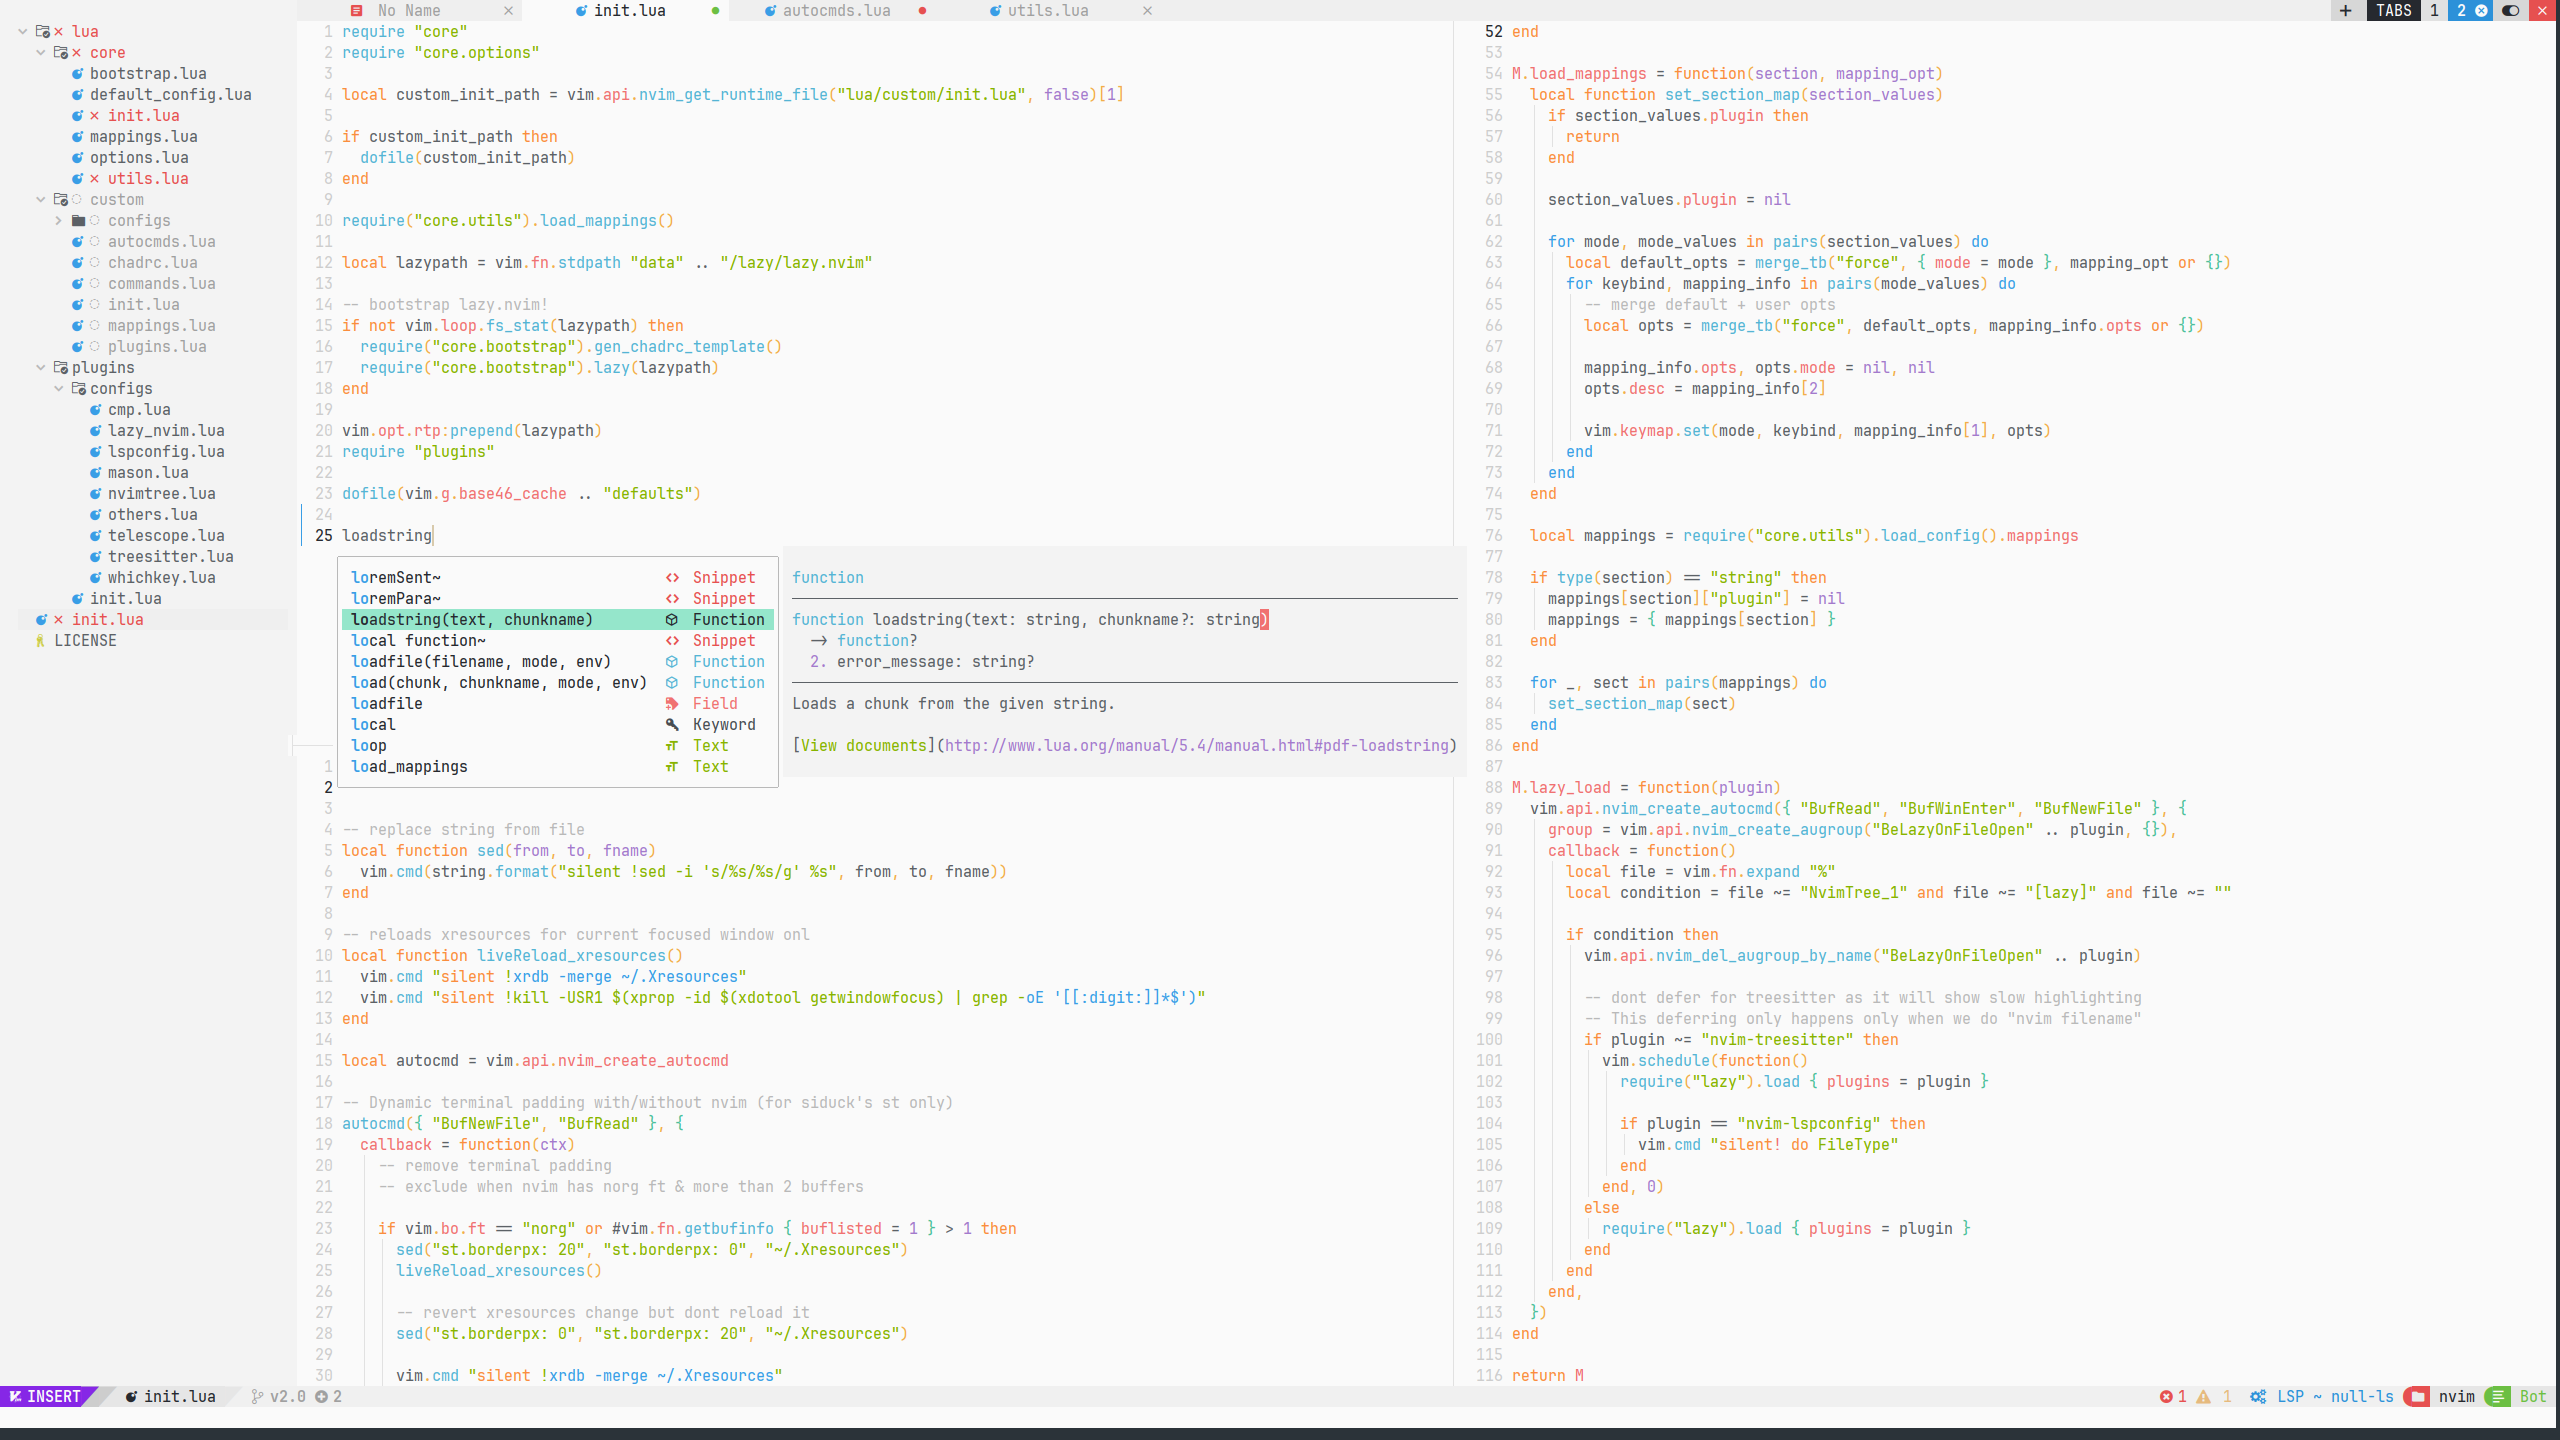 No Name
init.lua
autocmds.lua
utils.lua
TABS 1 2
lua
core
bootstrap.lua
default_config.lua
init.lua
mappings.lua
options.lua
utils.lua
custom
configs
autocmds.lua
chadrc.lua
commands.lua
init.lua
mappings.lua
plugins.lua
plugins
configs
cmp.lua
lazy_nvim.lua
lspconfig.lua
mason.lua
nvimtree.lua
others.lua
telescope.lua
treesitter.lua
whichkey.lua
init.lua
init.lua
LICENSE
1 require "core"
2 require "core.options"
3
4 local custom_init_path = vim.api.nvim_get_runtime_file("lua/custom/init.lua", false)[1]
5
6 if custom_init_path then
7 dofile(custom_init_path)
8 end
9
10 require("core.utils").load_mappings()
11
12 local lazypath = vim.fn.stdpath "data" .. "/lazy/lazy.nvim"
13
14 -- bootstrap lazy.nvim!
15 if not vim.loop.fs_stat(lazypath) then
16 require("core.bootstrap").gen_chadrc_template()
17 require("core.bootstrap").lazy(lazypath)
18 end
19
20 vim.opt.rtp:prepend(lazypath)
21 require "plugins"
22
23 dofile(vim.g.base46_cache .. "defaults")
24
25 loadstring
loremSent~ Snippet
loremPara~ Snippet
loadstring(text, chunkname) Function
local function~ Snippet
loadfile(filename, mode, env) Function
load(chunk, chunkname, mode, env) Function
loadfile Field
local Keyword
loop Text
load_mappings Text
function
function loadstring(text: string, chunkname?: string)
-> function?
2. error_message: string?
Loads a chunk from the given string.
[View documents](http://www.lua.org/manual/5.4/manual.html#pdf-loadstring)
1
2
3
4 -- replace string from file
5 local function sed(from, to, fname)
6 vim.cmd(string.format("silent !sed -i 's/%s/%s/g' %s", from, to, fname))
7 end
8
9 -- reloads xresources for current focused window onl
10 local function liveReload_xresources()
11 vim.cmd "silent !xrdb -merge ~/.Xresources"
12 vim.cmd "silent !kill -USR1 $(xprop -id $(xdotool getwindowfocus) | grep -oE '[[:digit:]]*$')"
13 end
14
15 local autocmd = vim.api.nvim_create_autocmd
16
17 -- Dynamic terminal padding with/without nvim (for siduck's st only)
18 autocmd({ "BufNewFile", "BufRead" }, {
19 callback = function(ctx)
20 -- remove terminal padding
21 -- exclude when nvim has norg ft & more than 2 buffers
22
23 if vim.bo.ft == "norg" or #vim.fn.getbufinfo { buflisted = 1 } > 1 then
24 sed("st.borderpx: 20", "st.borderpx: 0", "~/.Xresources")
25 liveReload_xresources()
26
27 -- revert xresources change but dont reload it
28 sed("st.borderpx: 0", "st.borderpx: 20", "~/.Xresources")
29
30 vim.cmd "silent !xrdb -merge ~/.Xresources"
52 end
53
54 M.load_mappings = function(section, mapping_opt)
55 local function set_section_map(section_values)
56 if section_values.plugin then
57 return
58 end
59
60 section_values.plugin = nil
61
62 for mode, mode_values in pairs(section_values) do
63 local default_opts = merge_tb("force", { mode = mode }, mapping_opt or {})
64 for keybind, mapping_info in pairs(mode_values) do
65 -- merge default + user opts
66 local opts = merge_tb("force", default_opts, mapping_info.opts or {})
67
68 mapping_info.opts, opts.mode = nil, nil
69 opts.desc = mapping_info[2]
70
71 vim.keymap.set(mode, keybind, mapping_info[1], opts)
72 end
73 end
74 end
75
76 local mappings = require("core.utils").load_config().mappings
77
78 if type(section) == "string" then
79 mappings[section]["plugin"] = nil
80 mappings = { mappings[section] }
81 end
82
83 for _, sect in pairs(mappings) do
84 set_section_map(sect)
85 end
86 end
87
88 M.lazy_load = function(plugin)
89 vim.api.nvim_create_autocmd({ "BufRead", "BufWinEnter", "BufNewFile" }, {
90 group = vim.api.nvim_create_augroup("BeLazyOnFileOpen" .. plugin, {}),
91 callback = function()
92 local file = vim.fn.expand "%"
93 local condition = file ~= "NvimTree_1" and file ~= "[lazy]" and file ~= ""
94
95 if condition then
96 vim.api.nvim_del_augroup_by_name("BeLazyOnFileOpen" .. plugin)
97
98 -- dont defer for treesitter as it will show slow highlighting
99 -- This deferring only happens only when we do "nvim filename"
100 if plugin ~= "nvim-treesitter" then
101 vim.schedule(function()
102 require("lazy").load { plugins = plugin }
103
104 if plugin == "nvim-lspconfig" then
105 vim.cmd "silent! do FileType"
106 end
107 end, 0)
108 else
109 require("lazy").load { plugins = plugin }
110 end
111 end
112 end,
113 })
114 end
115
116 return M
INSERT init.lua v2.0 2
1 1 LSP ~ null-ls nvim Bot